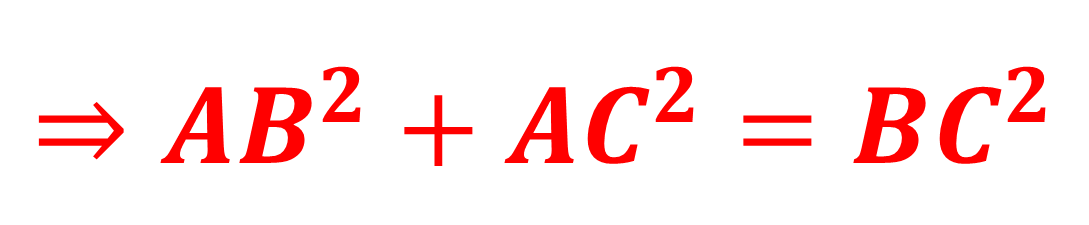 ⇒ AB² + AC² = BC²